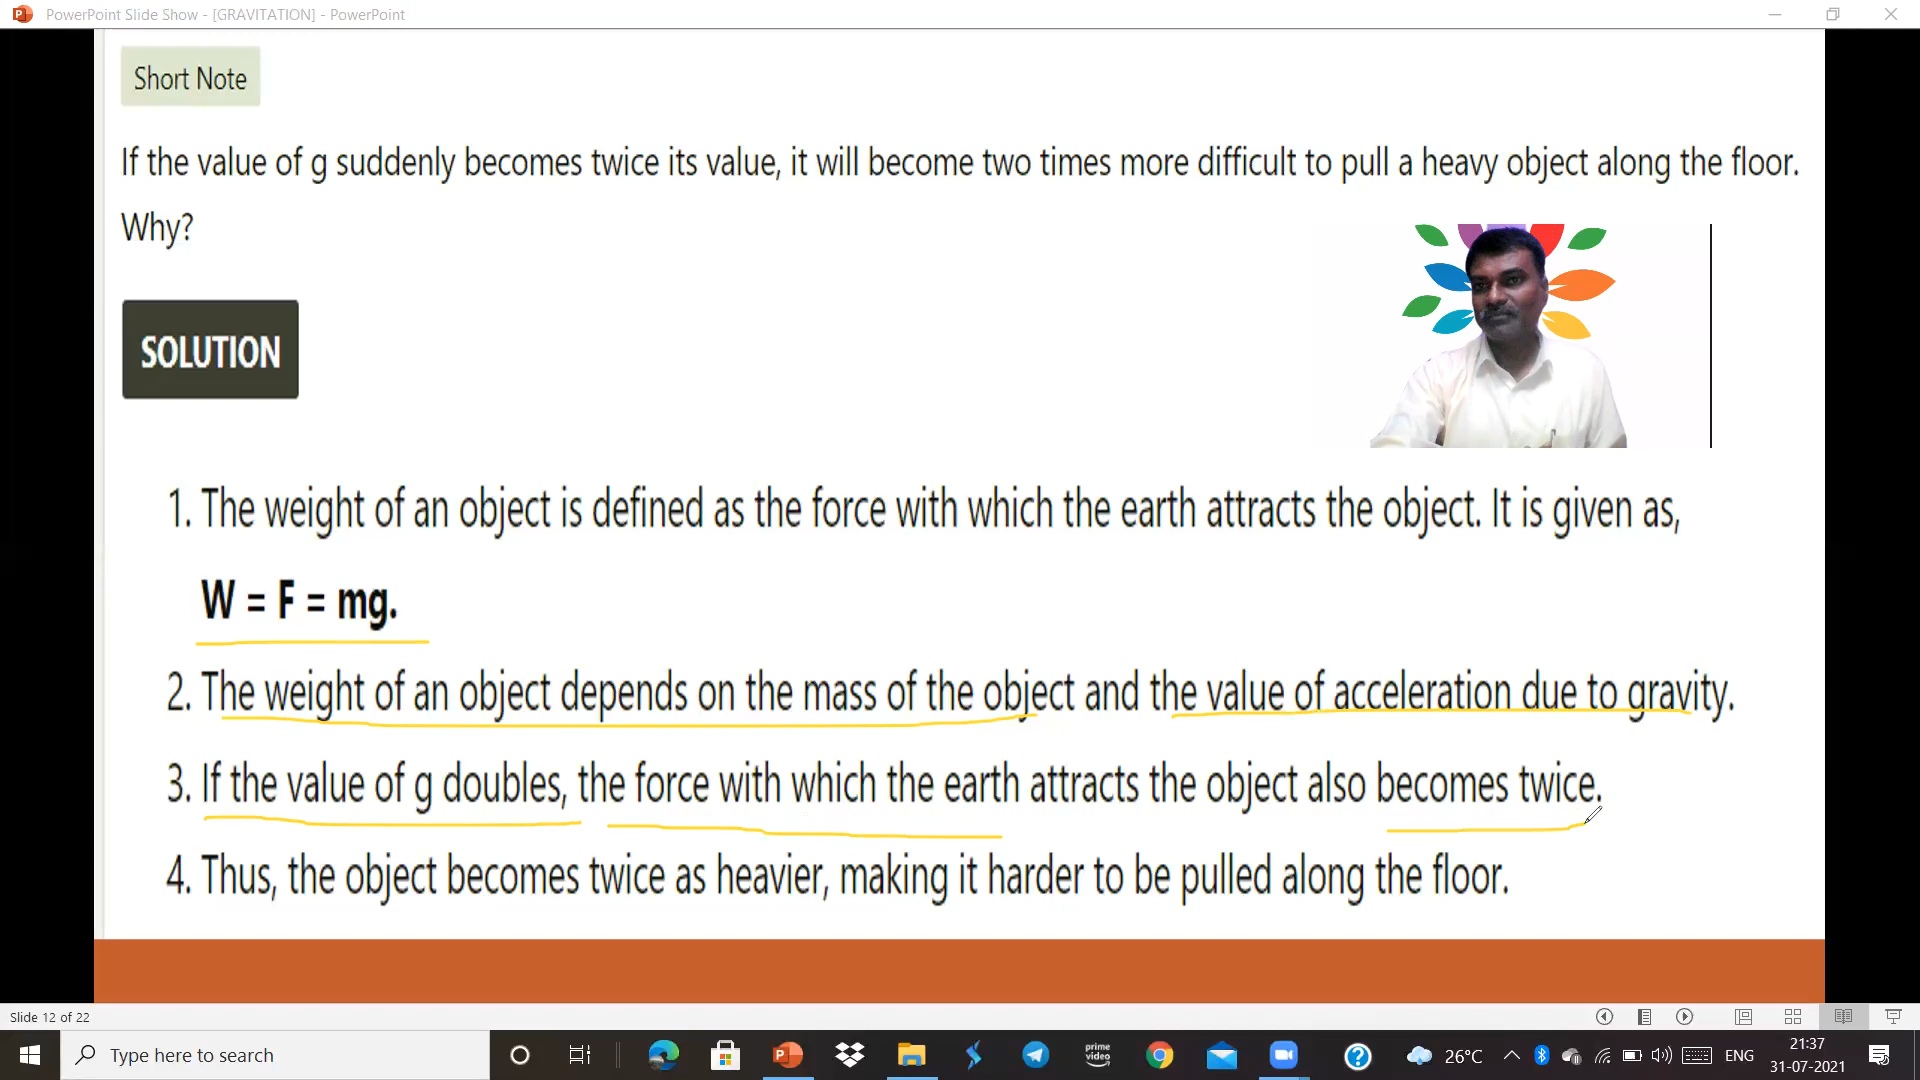 PowerPoint Slide Show - [GRAVITATION] - PowerPoint
Short Note
If the value of g suddenly becomes twice its value, it will become two times more difficult to pull a heavy object along the floor.
Why?
SOLUTION
1. The weight of an object is defined as the force with which the earth attracts the object. It is given as,
W = F = mg.
2. The weight of an object depends on the mass of the object and the value of acceleration due to gravity.
3. If the value of g doubles, the force with which the earth attracts the object also becomes twice.
4. Thus, the object becomes twice as heavier, making it harder to be pulled along the floor.
Slide 12 of 22
Type here to search
prime video
26°C
ENG
21:37
31-07-2021